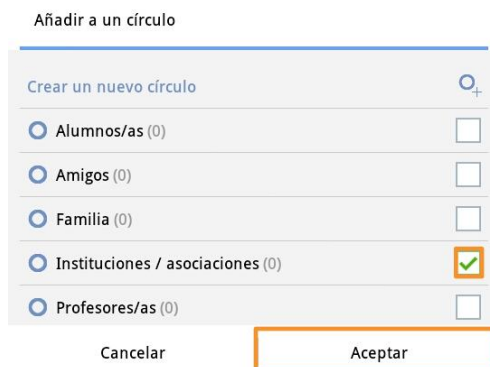 Añadir a un círculo
Crear un nuevo círculo
Alumnos/as (0)
Amigos (0)
Familia (0)
Instituciones / asociaciones (0)
Profesores/as (0)
Cancelar Aceptar